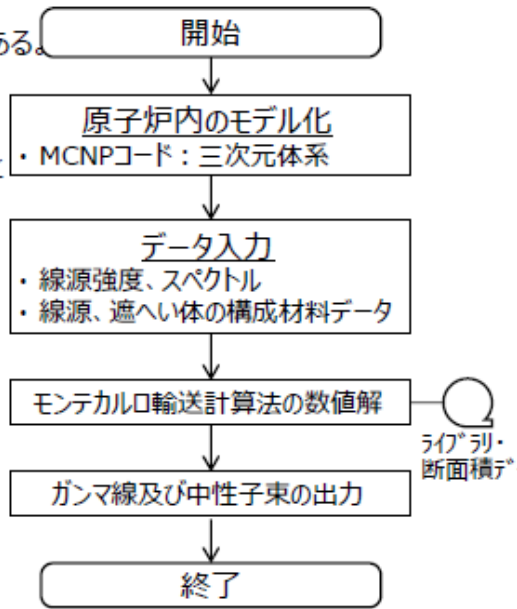 ある。
開始
原子炉内のモデル化
・MCNPコード：三次元体系
データ入力
・線源強度、スペクトル
・線源、遮へい体の構成材料データ
モンテカルロ輸送計算法の数値解
ﾗｲﾌﾞﾗﾘ・
断面積ﾃﾞ
ガンマ線及び中性子束の出力
終了